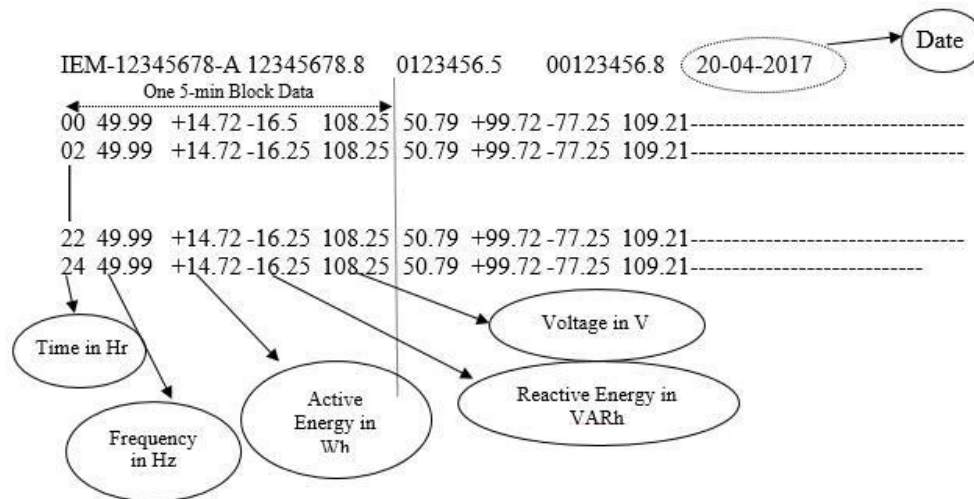 Date
IEM-12345678-A 12345678.8 0123456.5 00123456.8 20-04-2017
One 5-min Block Data
00 49.99 +14.72 -16.5 108.25 50.79 +99.72 -77.25 109.21------------------------------
02 49.99 +14.72 -16.25 108.25 50.79 +99.72 -77.25 109.21------------------------------
22 49.99 +14.72 -16.25 108.25 50.79 +99.72 -77.25 109.21------------------------------
24 49.99 +14.72 -16.25 108.25 50.79 +99.72 -77.25 109.21-------------------------
Voltage in V
Time in Hr
Active
Energy in
Wh
Reactive Energy in
VARh
Frequency
in Hz